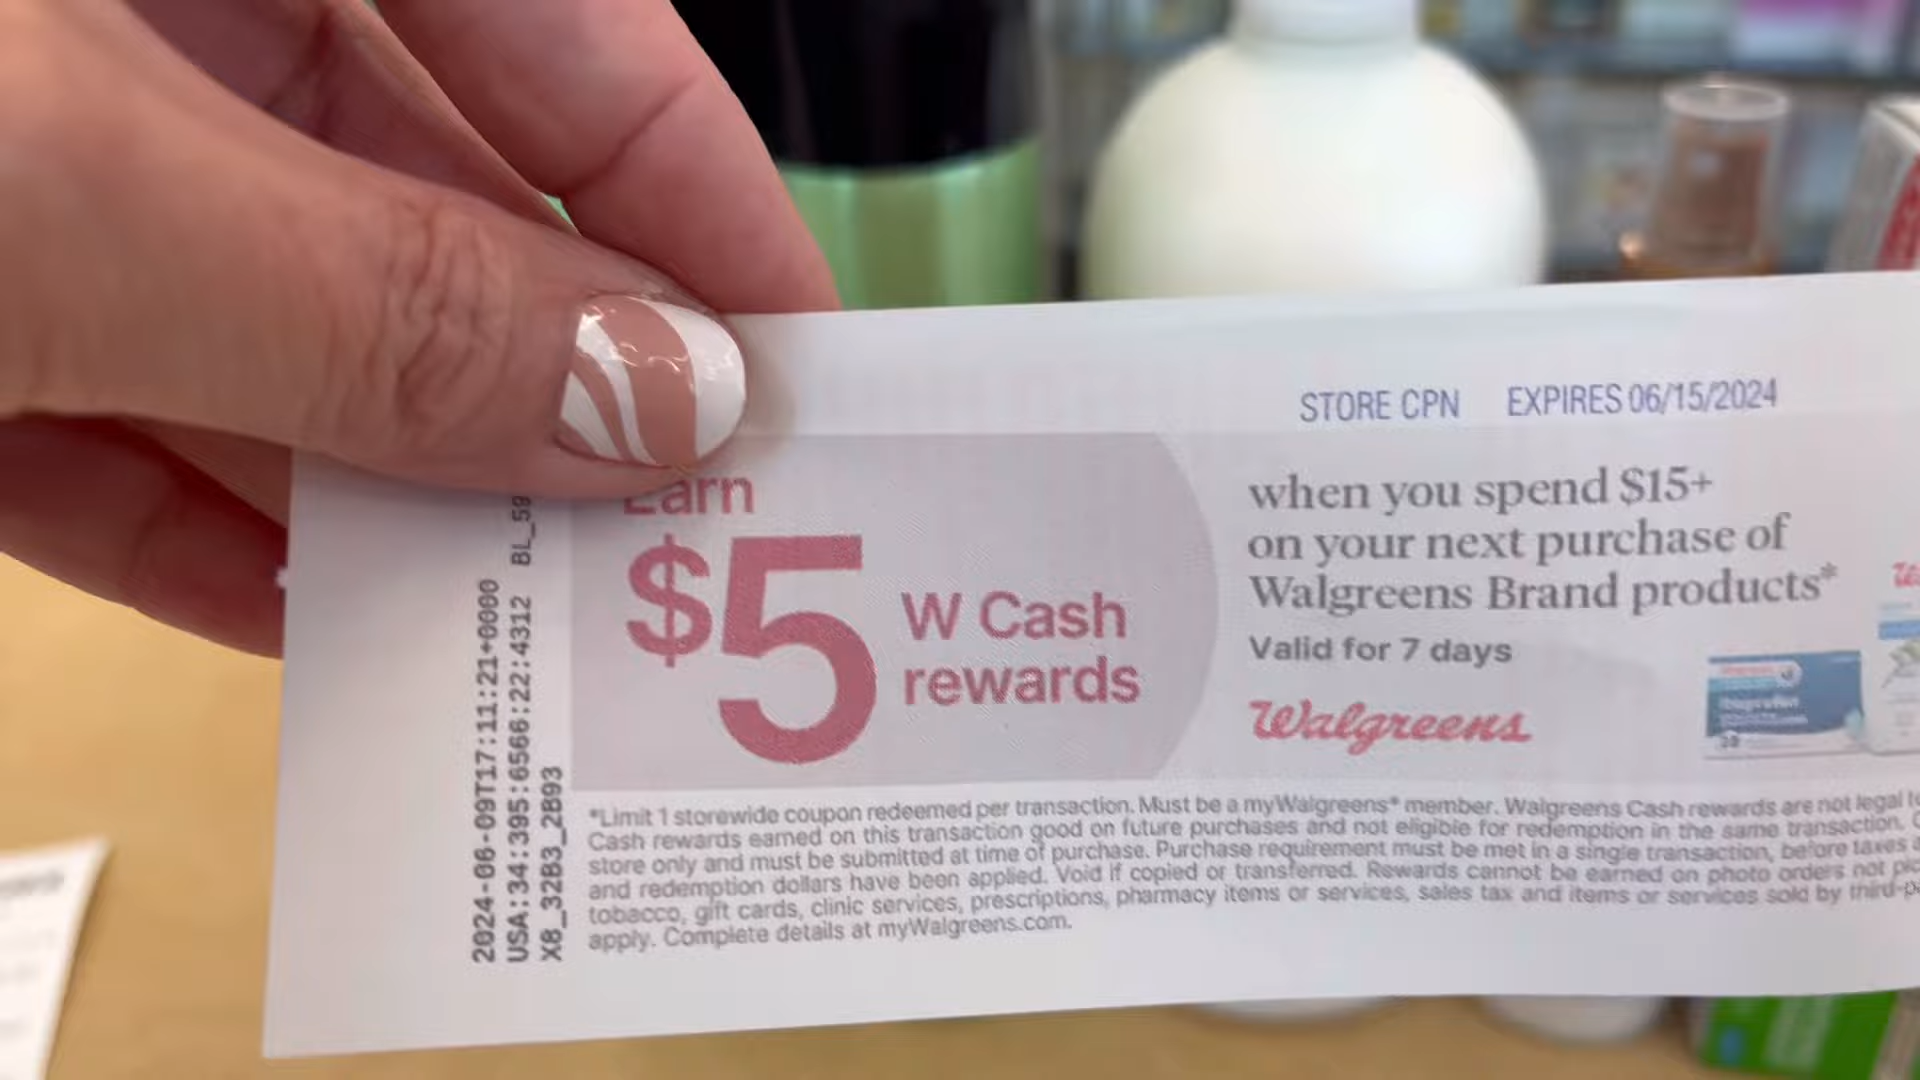 STORE CPN EXPIRES 06/15/2024
Earn
$5 W Cash
rewards
when you spend $15+
on your next purchase of
Walgreens Brand products*
Valid for 7 days
Walgreens
*Limit 1 storewide coupon redeemed per transaction. Must be a myWalgreens® member. Walgreens Cash rewards are not legal
Cash rewards earned on this transaction good on future purchases and not eligible for redemption in the same transaction.
store only and must be submitted at time of purchase. Purchase requirement must be met in a single transaction, before taxes
and redemption dollars have been applied. Void if copied or transferred. Rewards cannot be earned on photo orders not
tobacco, gift cards, clinic services, prescriptions, pharmacy items or services, sales tax and items or services sold by third-
apply. Complete details at myWalgreens.com.
2024-06-09T17:11:21+0000
USA:34:395:6566:22:4312 BL_59
X8_32B3_2B93